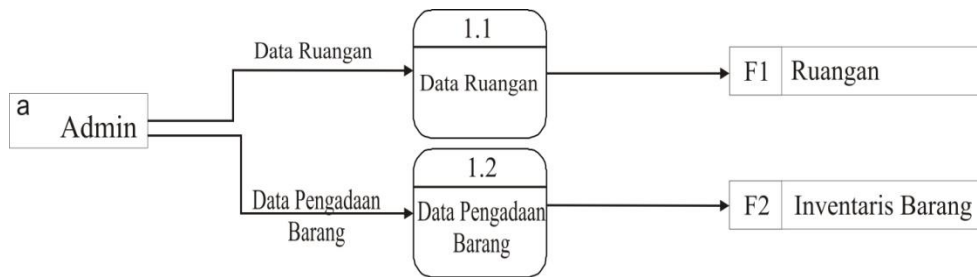 a
Admin
Data Ruangan
1.1
Data Ruangan
F1 Ruangan
Data Pengadaan
Barang
1.2
Data Pengadaan
Barang
F2 Inventaris Barang